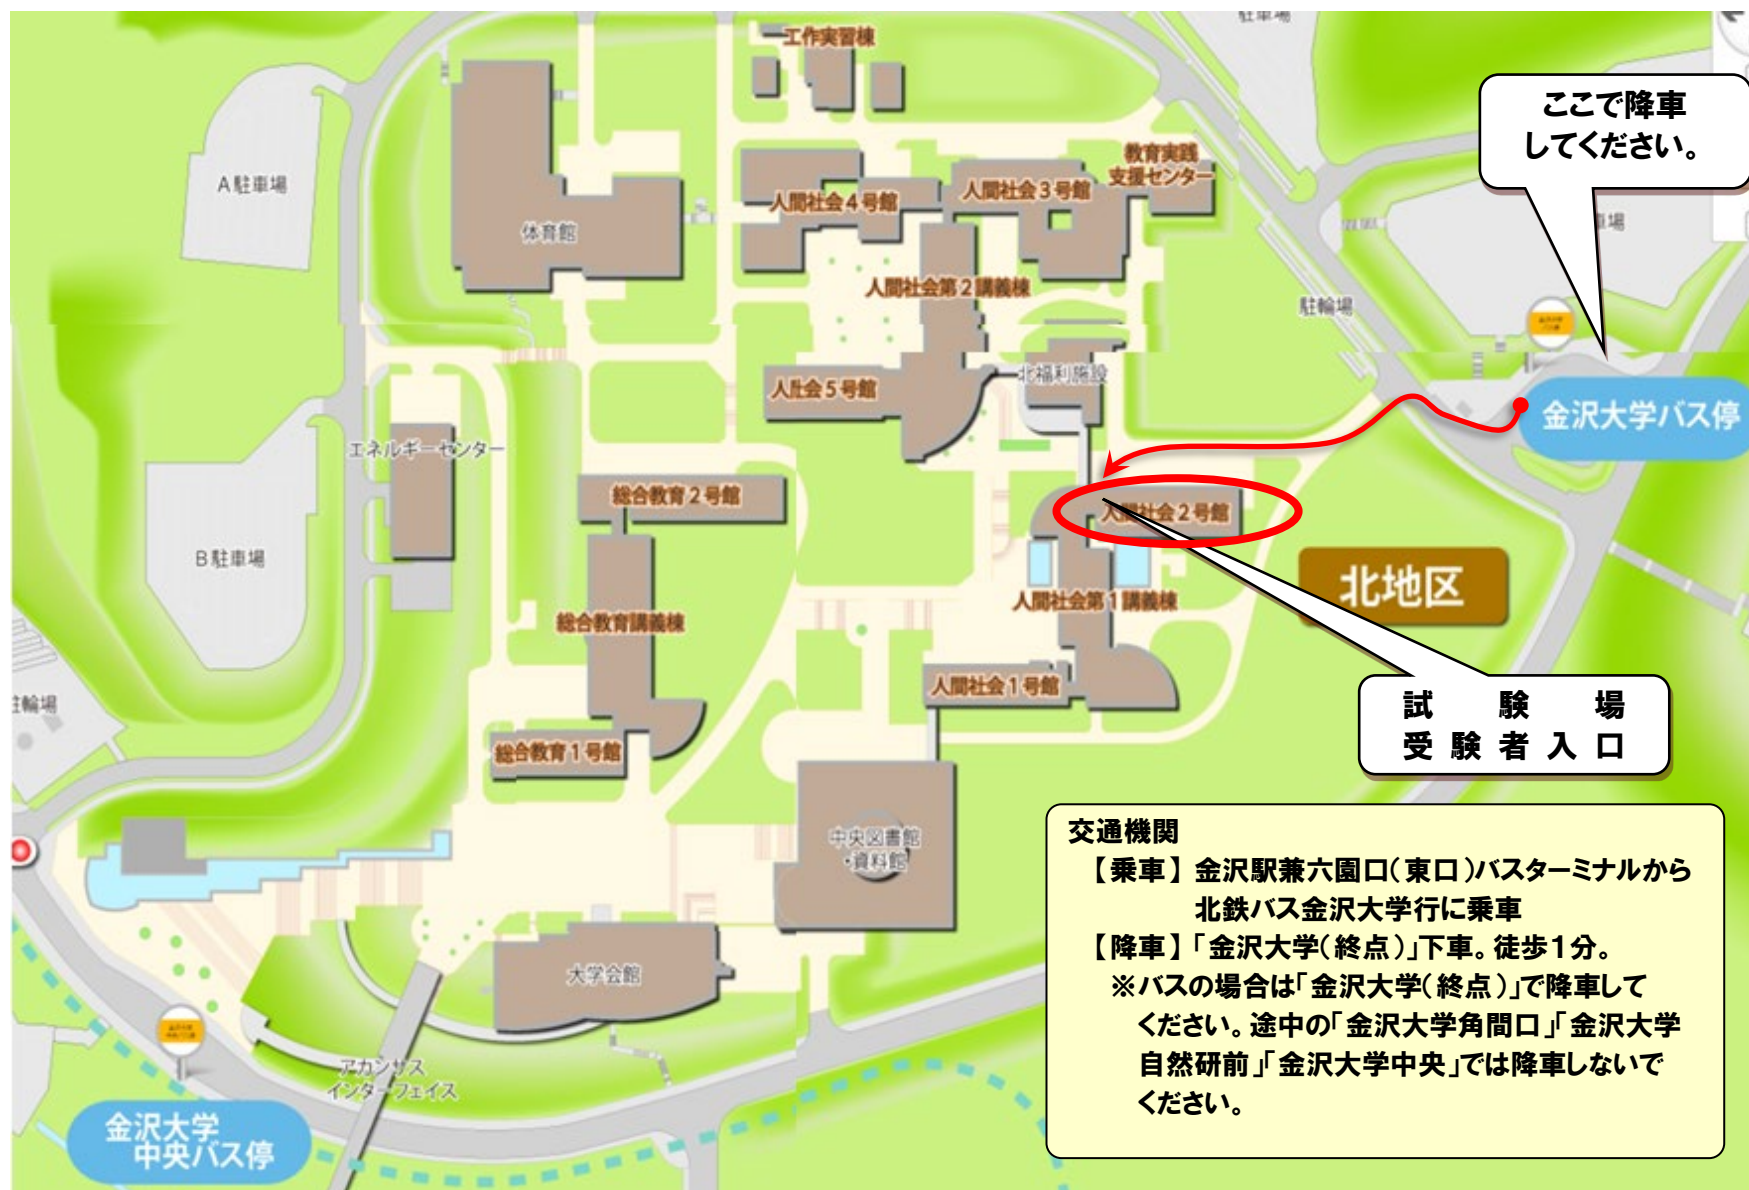 駐車場
工作実習棟
ここで降車
してください。
A駐車場
教育実践
支援センター
人間社会4号館
人間社会3号館
体育館
車場
人間社会第2講義棟
駐輪場
北福利施設
人社会5号館
金沢大学バス停
エネルギーセンター
総合教育2号館
人間社会2号館
B駐車場
北地区
人間社会第1講義棟
総合教育講義棟
人間社会1号館
駐輪場
試験場
受験者入口
総合教育1号館
中央図書館
・資料館
交通機関
【乗車】金沢駅兼六園口(東口)バスターミナルから
北鉄バス金沢大学行に乗車
【降車】「金沢大学(終点)」下車。徒歩1分。
※バスの場合は「金沢大学(終点)」で降車して
ください。途中の「金沢大学角間口」「金沢大学
自然研前」「金沢大学中央」では降車しないで
ください。
大学会館
アカンサス
インターフェイス
金沢大学
中央バス停